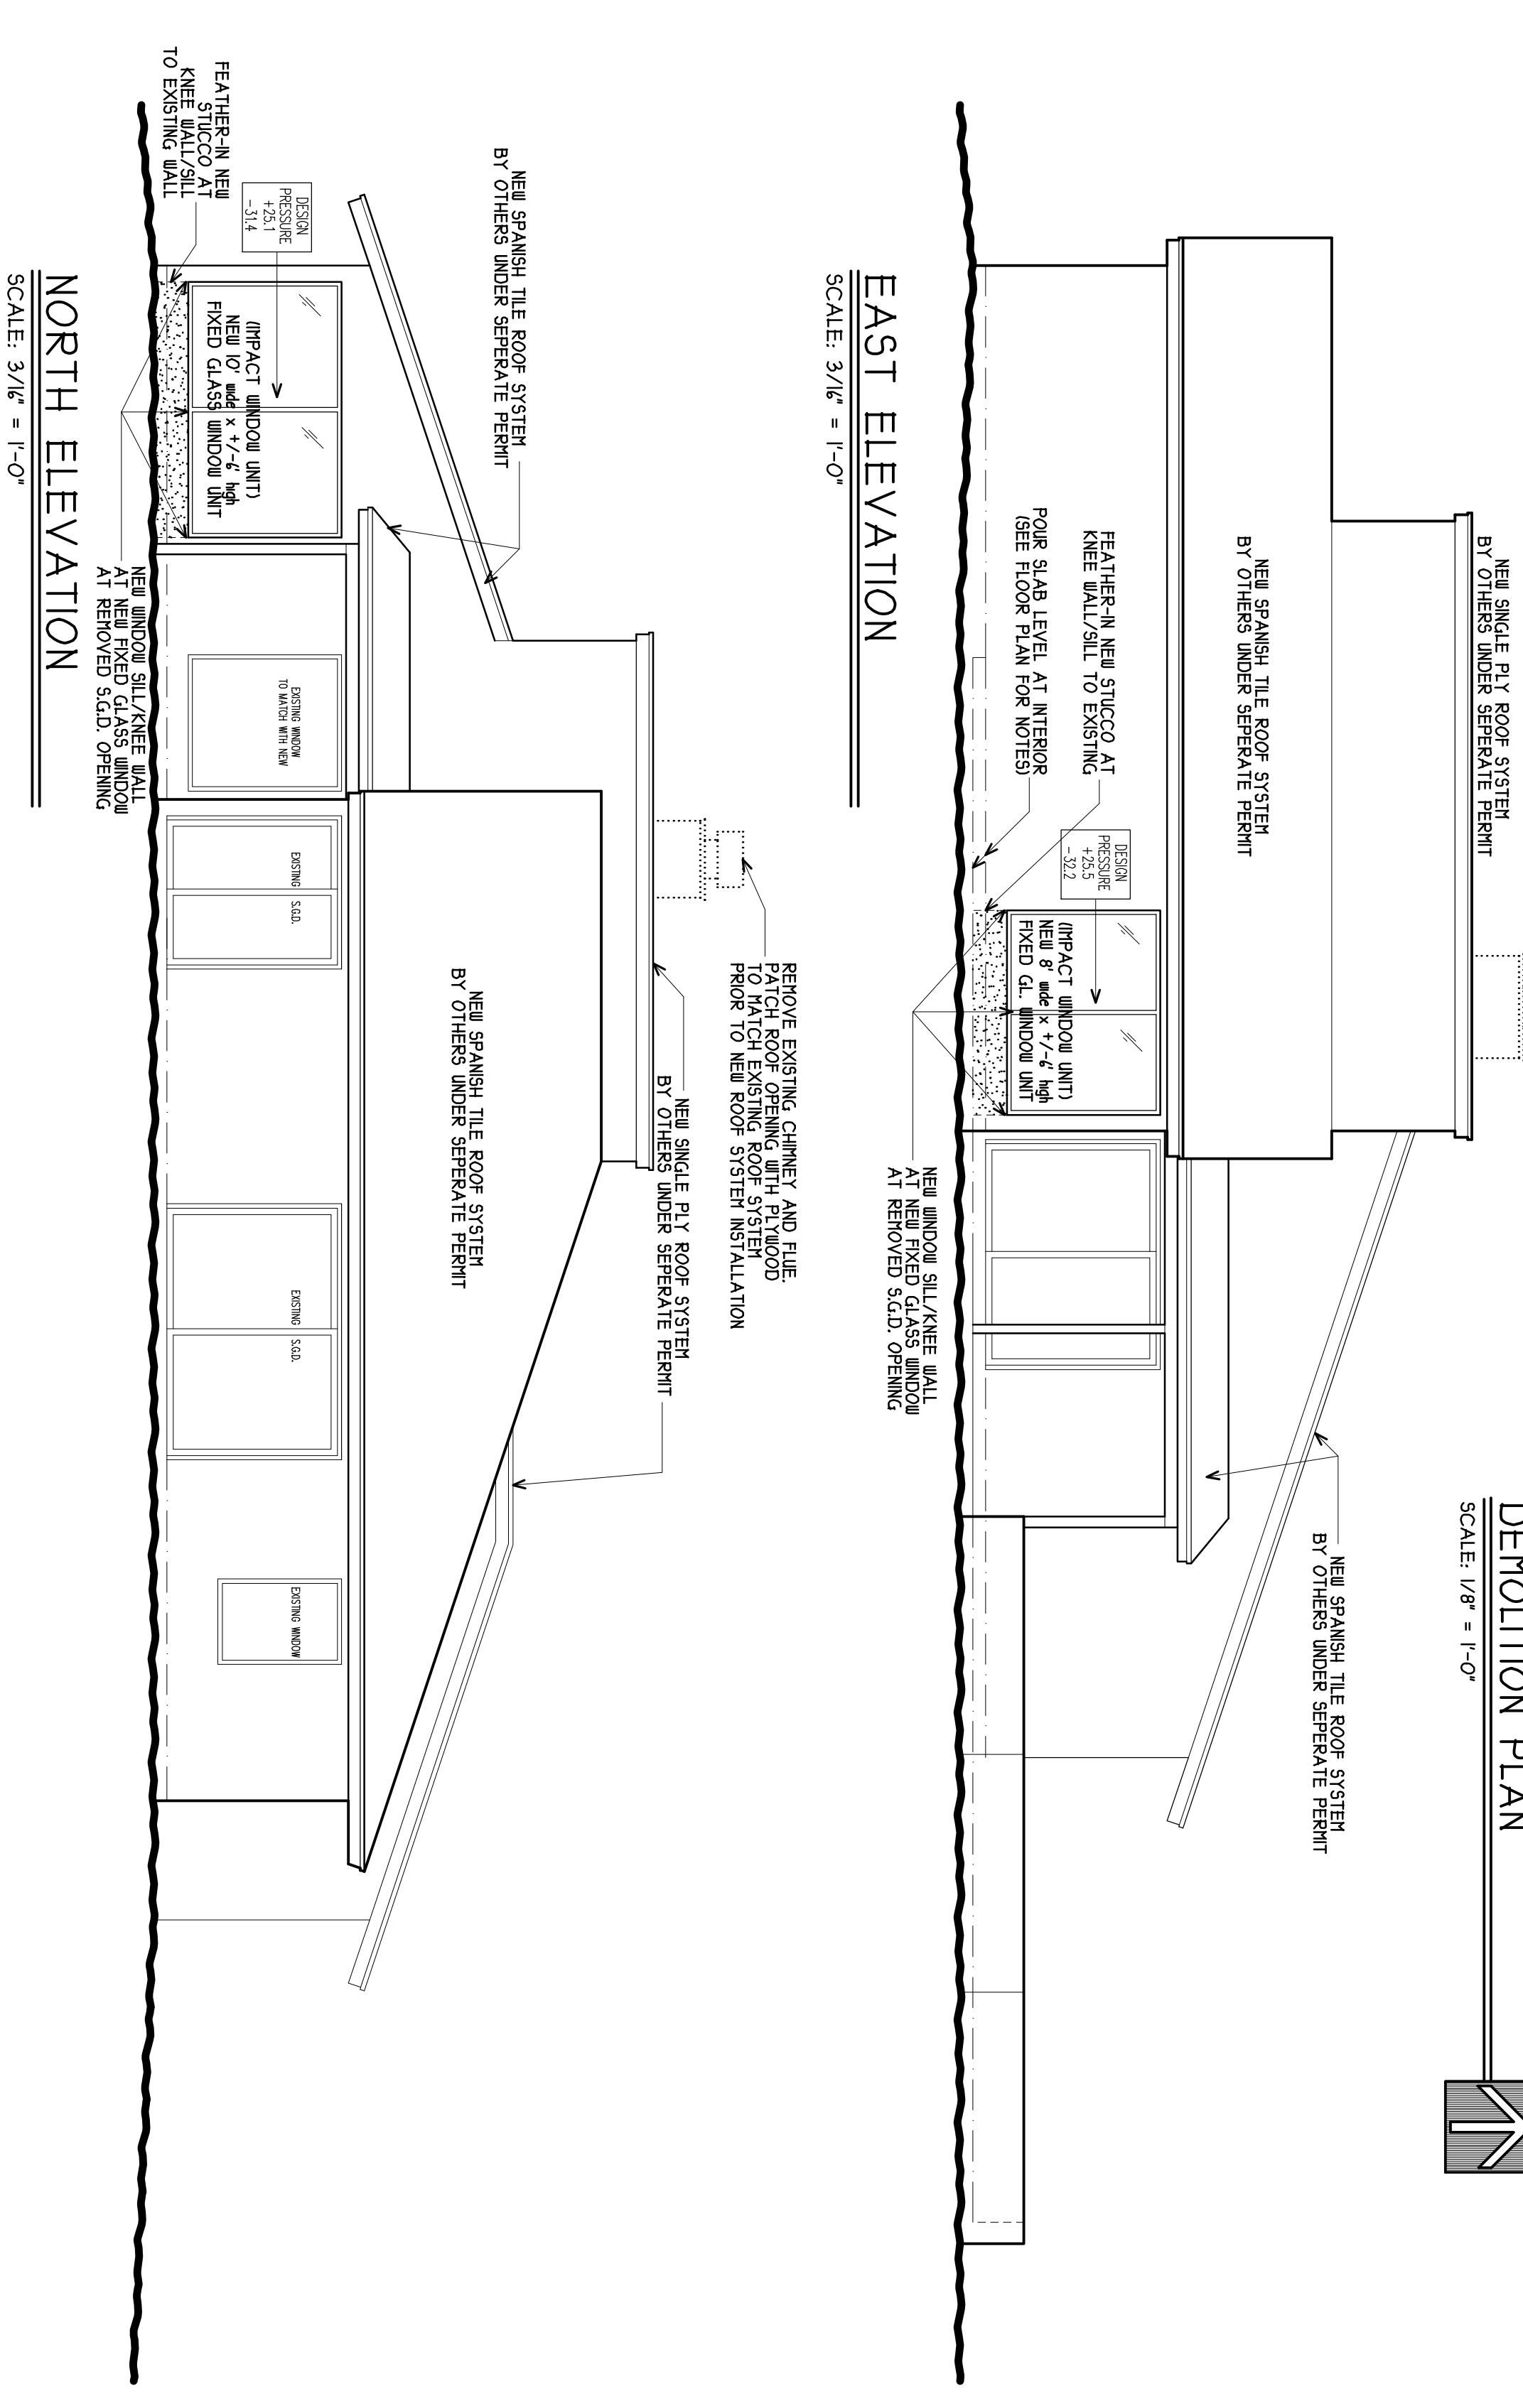 DEMOLITION PLAN
SCALE: 1/8" = 1'-0"
NEW SINGLE PLY ROOF SYSTEM
BY OTHERS UNDER SEPERATE PERMIT
NEW SPANISH TILE ROOF SYSTEM
BY OTHERS UNDER SEPERATE PERMIT
NEW SPANISH TILE ROOF SYSTEM
BY OTHERS UNDER SEPERATE PERMIT
FEATHER-IN NEW STUCCO AT
KNEE WALL/SILL TO EXISTING
POUR SLAB LEVEL AT INTERIOR
(SEE FLOOR PLAN FOR NOTES)
DESIGN
PRESSURE
+25.5
-32.2
(IMPACT WINDOW UNIT)
NEW 8' wide x +/-6' high
FIXED GL. WINDOW UNIT
NEW WINDOW SILL/KNEE WALL
AT NEW FIXED GLASS WINDOW
AT REMOVED S.G.D. OPENING
EAST ELEVATION
SCALE: 3/16" = 1'-0"
REMOVE EXISTING CHIMNEY AND FLUE.
PATCH ROOF OPENING WITH PLYWOOD
TO MATCH EXISTING ROOF SYSTEM
PRIOR TO NEW ROOF SYSTEM INSTALLATION
NEW SINGLE PLY ROOF SYSTEM
BY OTHERS UNDER SEPERATE PERMIT
NEW SPANISH TILE ROOF SYSTEM
BY OTHERS UNDER SEPERATE PERMIT
NEW SPANISH TILE ROOF SYSTEM
BY OTHERS UNDER SEPERATE PERMIT
DESIGN
PRESSURE
+25.1
-31.4
(IMPACT WINDOW UNIT)
NEW 10' wide x +/-6' high
FIXED GLASS WINDOW UNIT
EXISTING WINDOW
TO MATCH WITH NEW
EXISTING S.G.D.
EXISTING S.G.D.
EXISTING WINDOW
FEATHER-IN NEW
STUCCO AT
KNEE WALL/SILL
TO EXISTING WALL
NEW WINDOW SILL/KNEE WALL
AT NEW FIXED GLASS WINDOW
AT REMOVED S.G.D. OPENING
NORTH ELEVATION
SCALE: 3/16" = 1'-0"